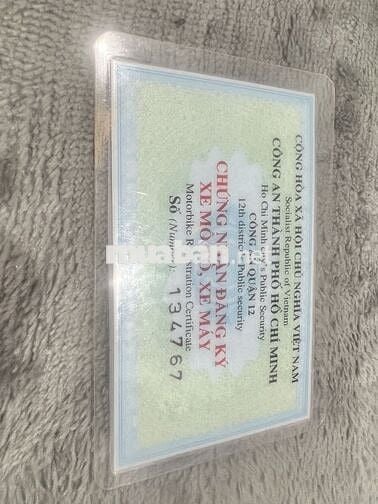 CỘNG HÒA XÃ HỘI CHỦ NGHĨA VIỆT NAM
Socialist Republic of Vietnam
CÔNG AN THÀNH PHỐ HỒ CHÍ MINH
Ho Chi Minh city's Public Security
CÔNG AN QUẬN 12
12th district's Public security
CHỨNG NHẬN ĐĂNG KÝ
XE MÔ TÔ, XE MÁY
Motorbike Registration Certificate
Số (Number): 134767